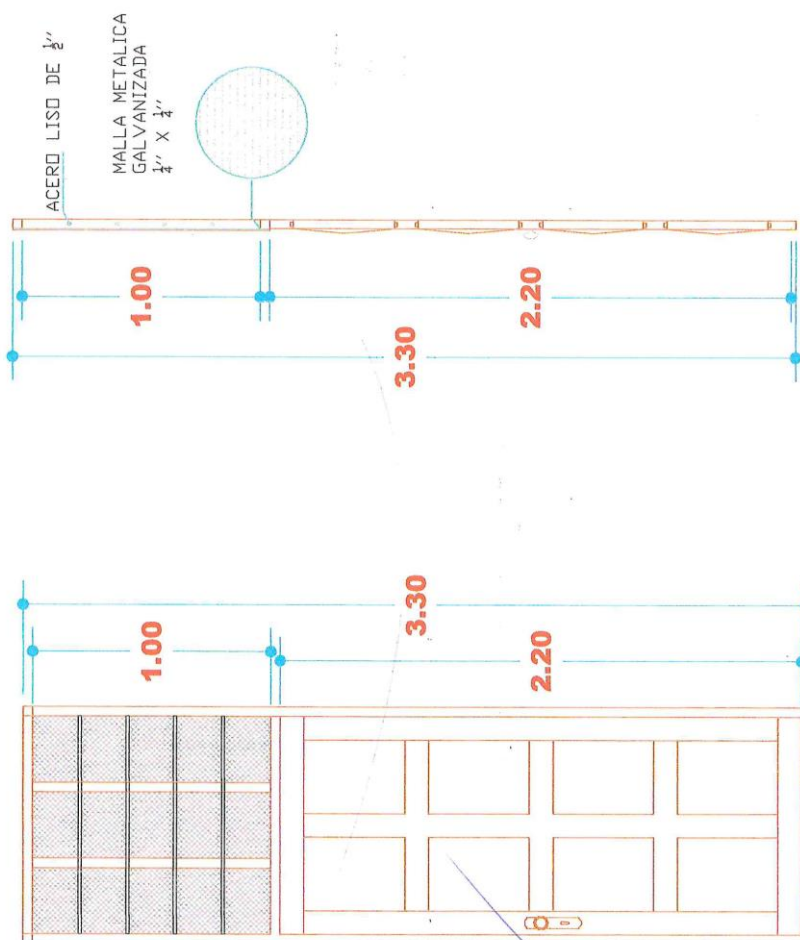 ACERO LISO DE ½"
MALLA METALICA
GALVANIZADA
¼" X ¼"
1.00
2.20
3.30
1.00
3.30
2.20